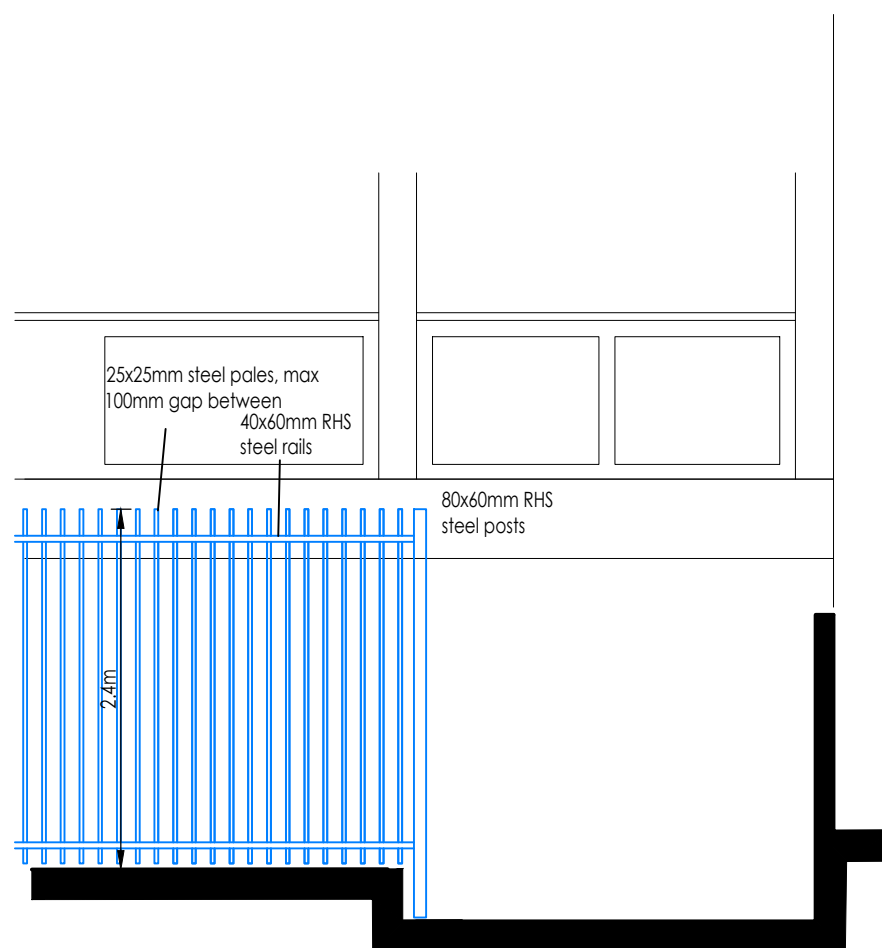 25x25mm steel pales, max
100mm gap between
40x60mm RHS
steel rails
80x60mm RHS
steel posts
2.4m